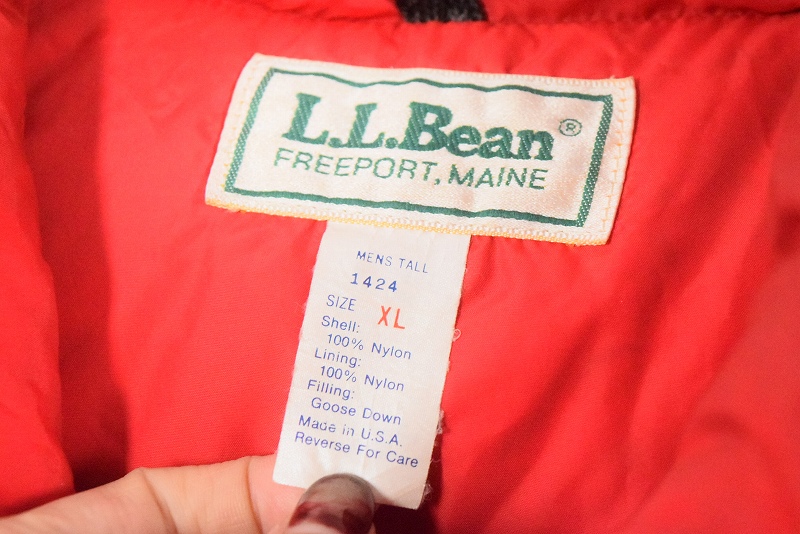 L.L.Bean®
FREEPORT, MAINE
MENS TALL
1424
SIZE XL
Shell:
100% Nylon
Lining:
100% Nylon
Filling:
Goose Down
Made in U.S.A.
Reverse For Care